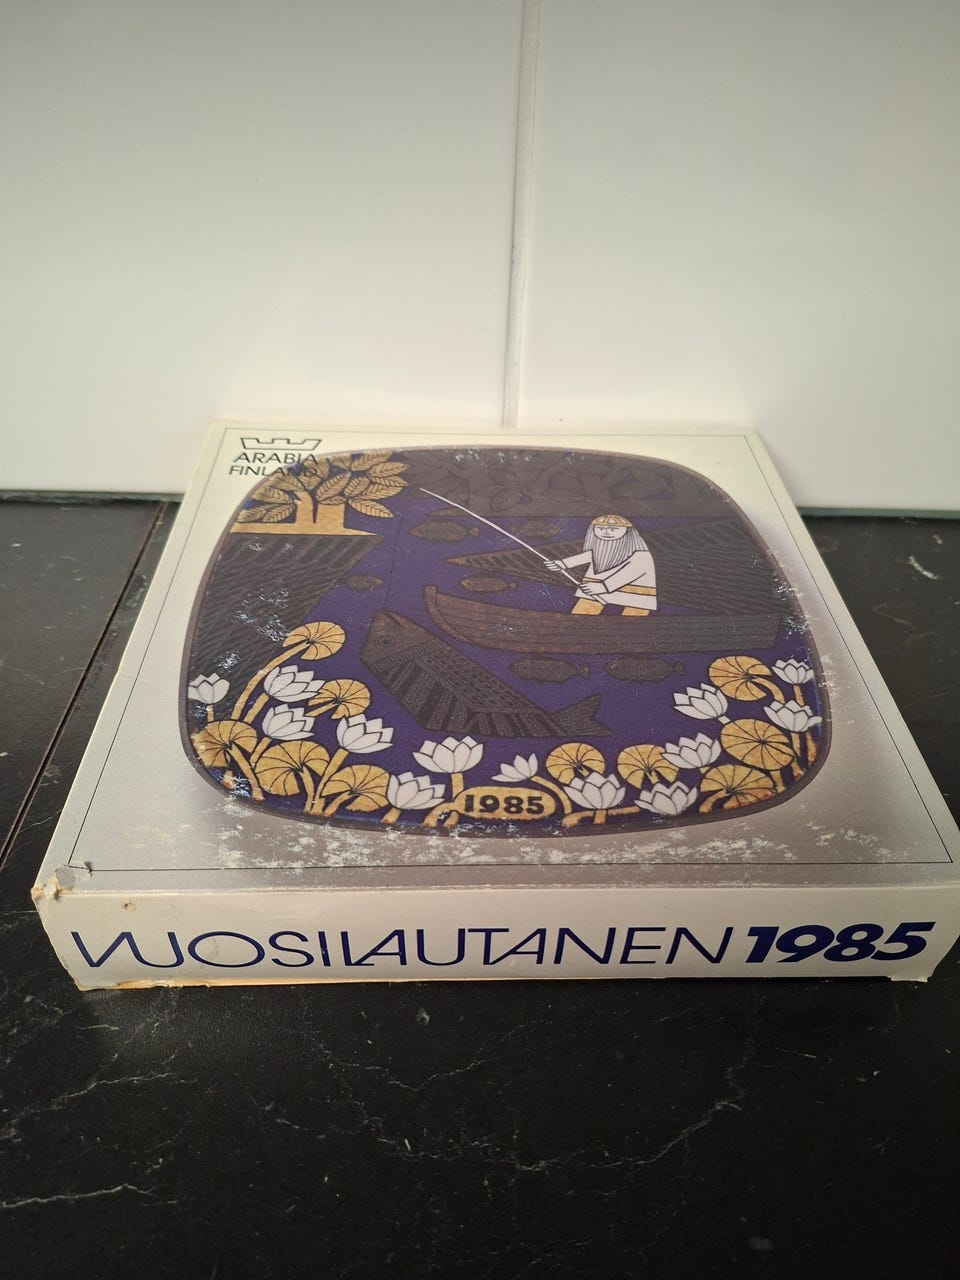 ARABIA
FINLAND
1985
VUOSILAUTANEN 1985